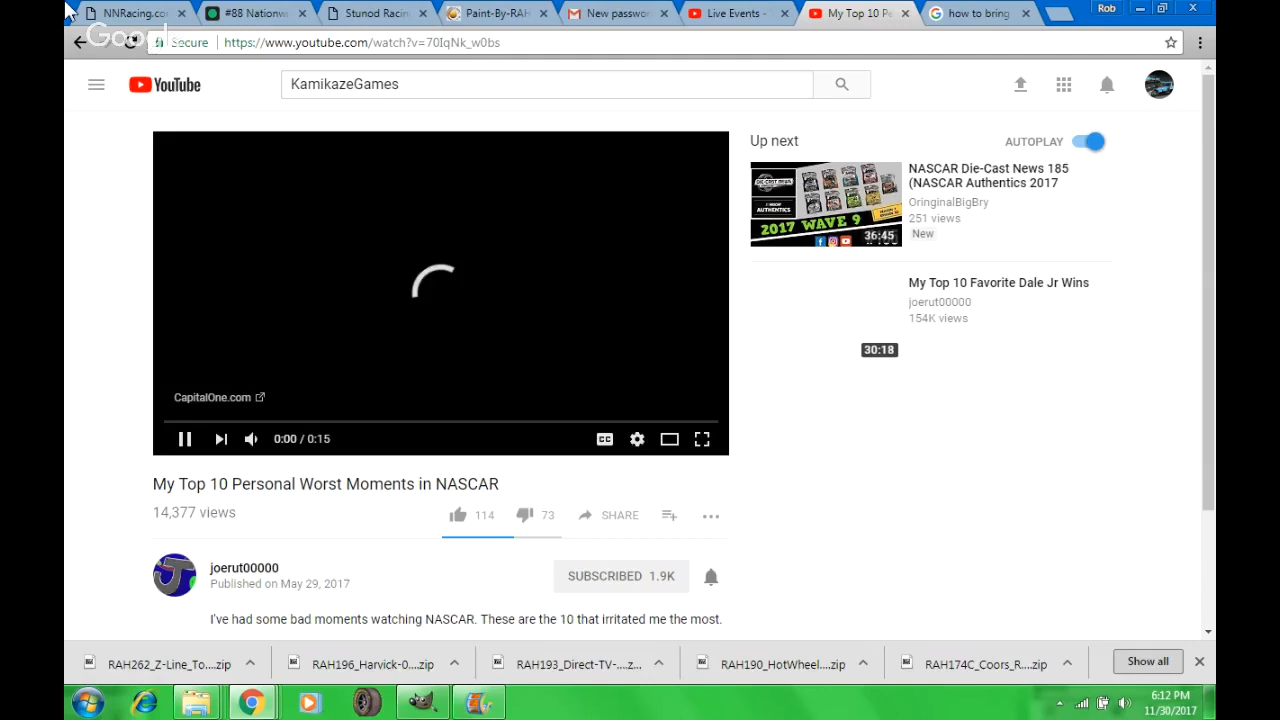 NNRacing.co
#88 Nationw
Stunod Racin
Paint-By-RAH
New passwor
Live Events -
My Top 10 Pe
how to bring
Rob
Secure
https://www.youtube.com/watch?v=70IqNk_w0bs
YouTube
KamikazeGames
Up next
AUTOPLAY
2017 WAVE 9
36:45
NASCAR Die-Cast News 185
(NASCAR Authentics 2017
OringinalBigBry
251 views
New
30:18
My Top 10 Favorite Dale Jr Wins
joerut00000
154K views
CapitalOne.com
0:00 / 0:15
CC
My Top 10 Personal Worst Moments in NASCAR
14,377 views
114
73
SHARE
joerut00000
Published on May 29, 2017
SUBSCRIBED 1.9K
I've had some bad moments watching NASCAR. These are the 10 that irritated me the most.
RAH262_Z-Line_To....zip
RAH196_Harvick-0....zip
RAH193_Direct-TV-....z...
RAH190_HotWheel....zip
RAH174C_Coors_R....zip
Show all
6:12 PM
11/30/2017